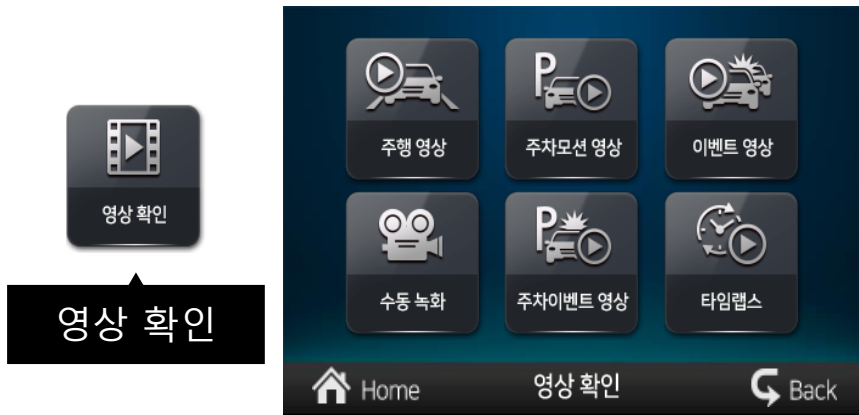 영상 확인
영상 확인
주행 영상
P
주차모션 영상
이벤트 영상
수동 녹화
P
주차이벤트 영상
타임랩스
Home
영상 확인
Back